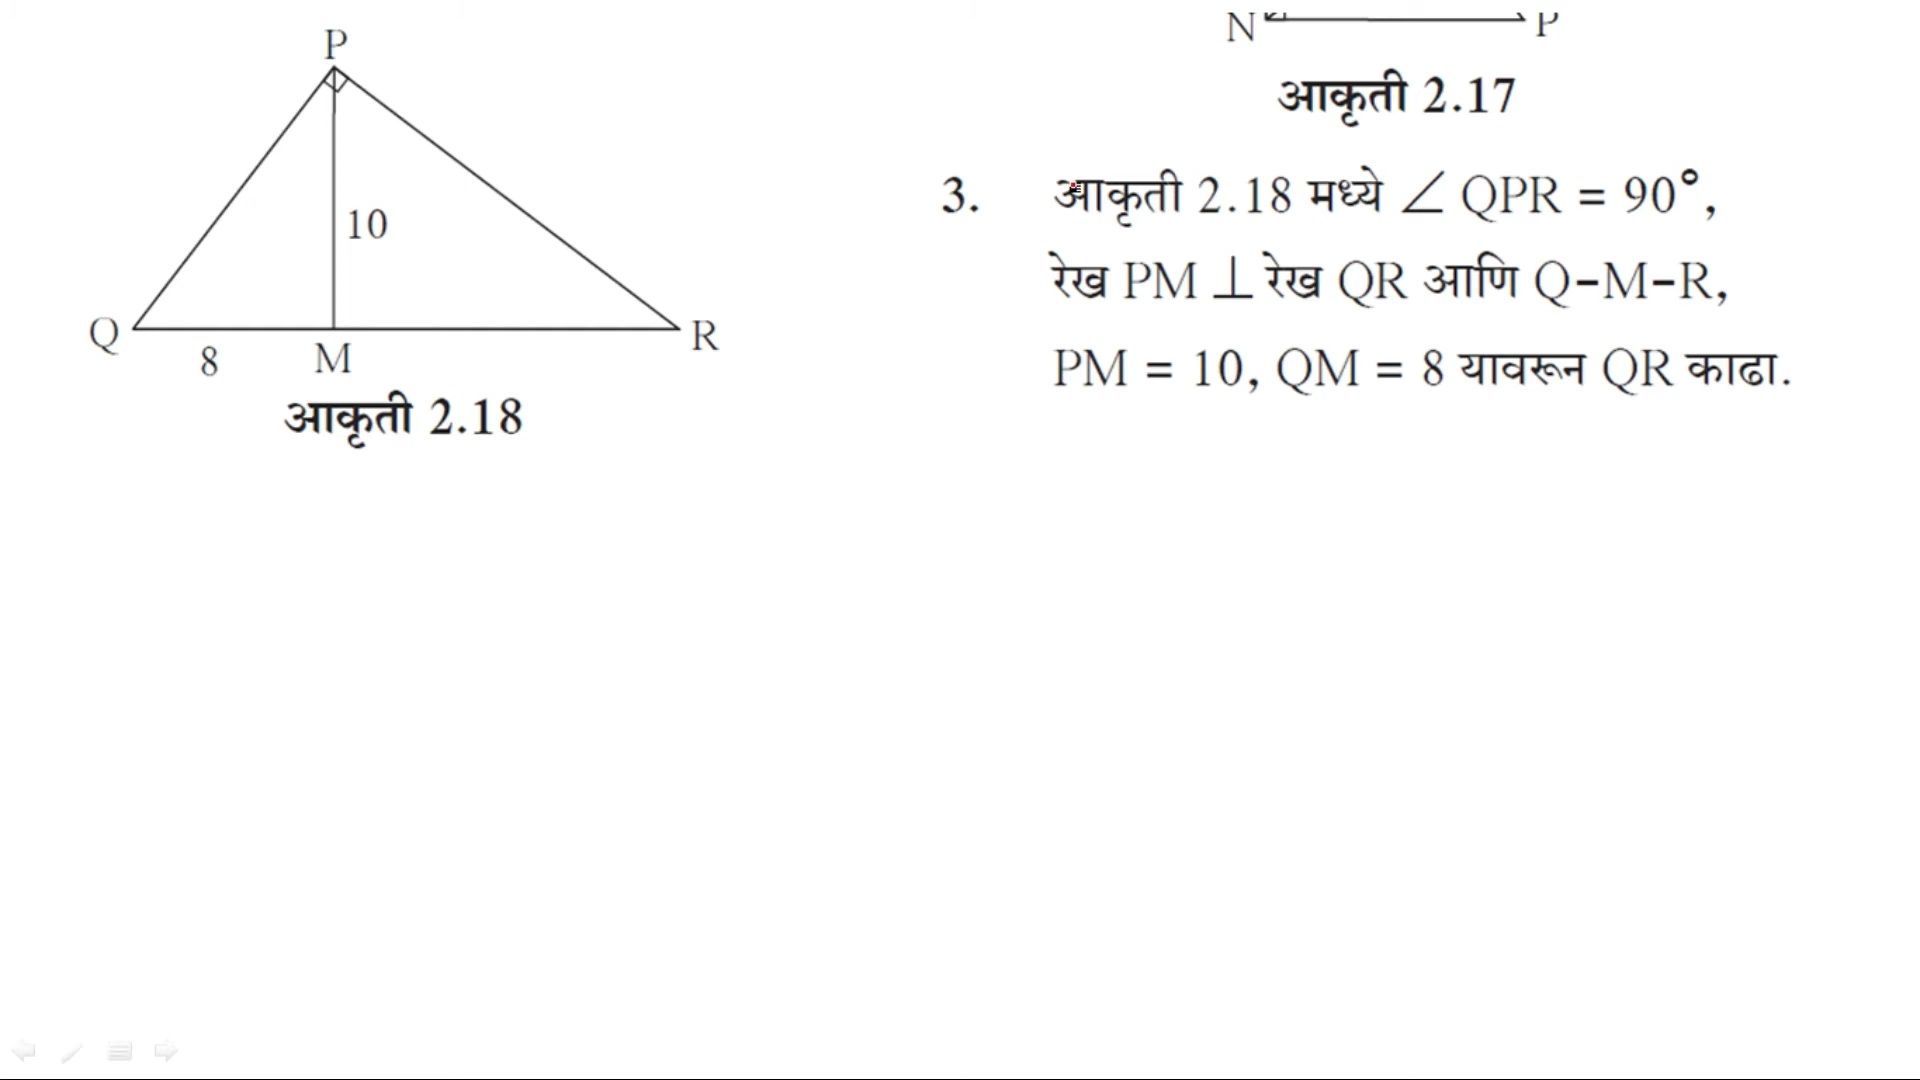 N P
आकृती 2.17
P
10
Q
8
M
R
आकृती 2.18
3. आकृती 2.18 मध्ये ∠ QPR = 90°,
रेख PM ⊥ रेख QR आणि Q-M-R,
PM = 10, QM = 8 यावरून QR काढा.